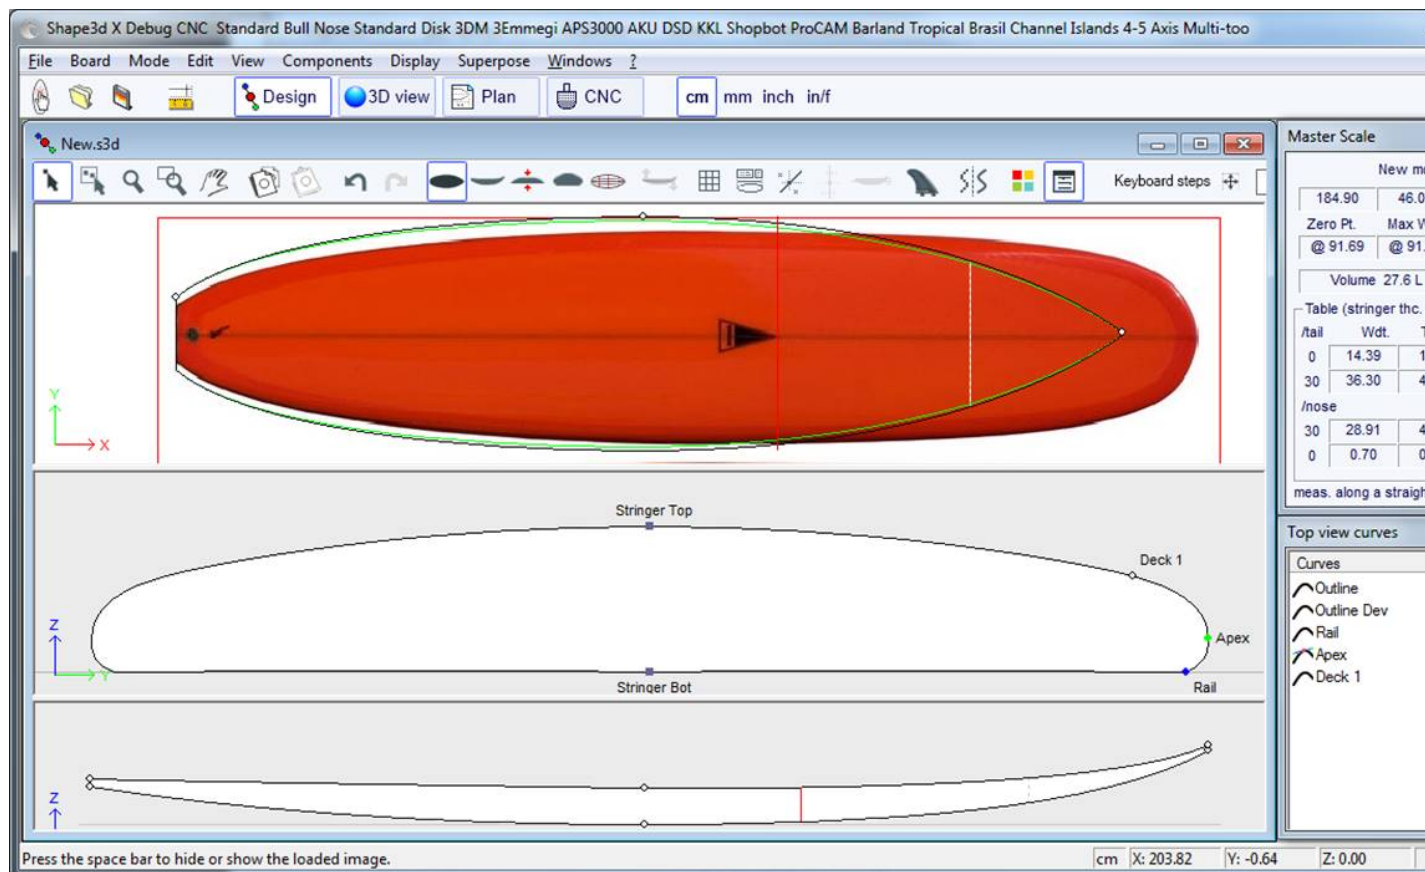 Shape3d X Debug CNC Standard Bull Nose Standard Disk 3DM 3Emmegi APS3000 AKU DSD KKL Shopbot ProCAM Barland Tropical Brasil Channel Islands 4-5 Axis Multi-too
File Board Mode Edit View Components Display Superpose Windows ?
Design 3D view Plan CNC cm mm inch in/f
New.s3d
Keyboard steps
Y
X
Stringer Top
Deck 1
Apex
Z
Y
Stringer Bot
Rail
Z
Master Scale
New mo
184.90 46.0
Zero Pt. Max W
@ 91.69 @ 91.
Volume 27.6 L
Table (stringer thc.
/tail Wdt. T
0 14.39 1
30 36.30 4
/nose
30 28.91 4
0 0.70 0
meas. along a straigh
Top view curves
Curves
Outline
Outline Dev
Rail
Apex
Deck 1
Press the space bar to hide or show the loaded image.
cm X: 203.82 Y: -0.64 Z: 0.00